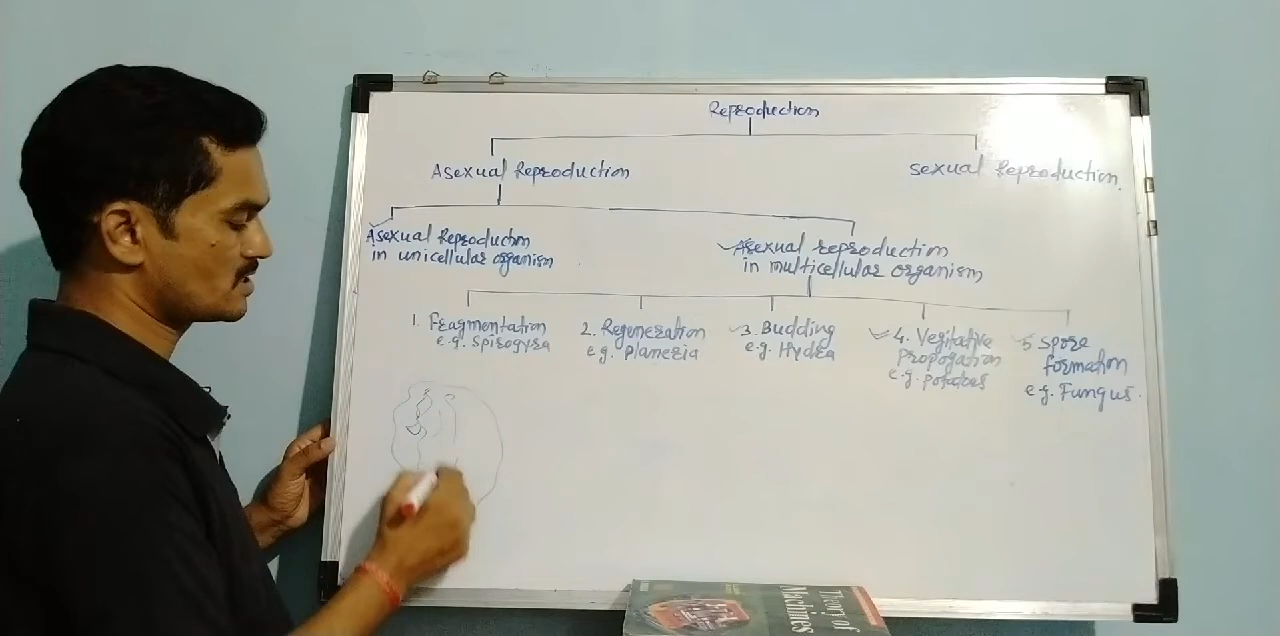 Reproduction
Asexual Reproduction
sexual Reproduction.
Asexual Reproduction
in unicellular organism
Asexual reproduction
in multicellular organism
1. Fragmentation
e.g. Spirogyra
2. Regeneration
e.g. planeria
3. Budding
e.g. Hydra
4. Vegitative
propogation
e.g. potatoes
5 Spore
formation
e.g. Fungus.
Theory of
Machines